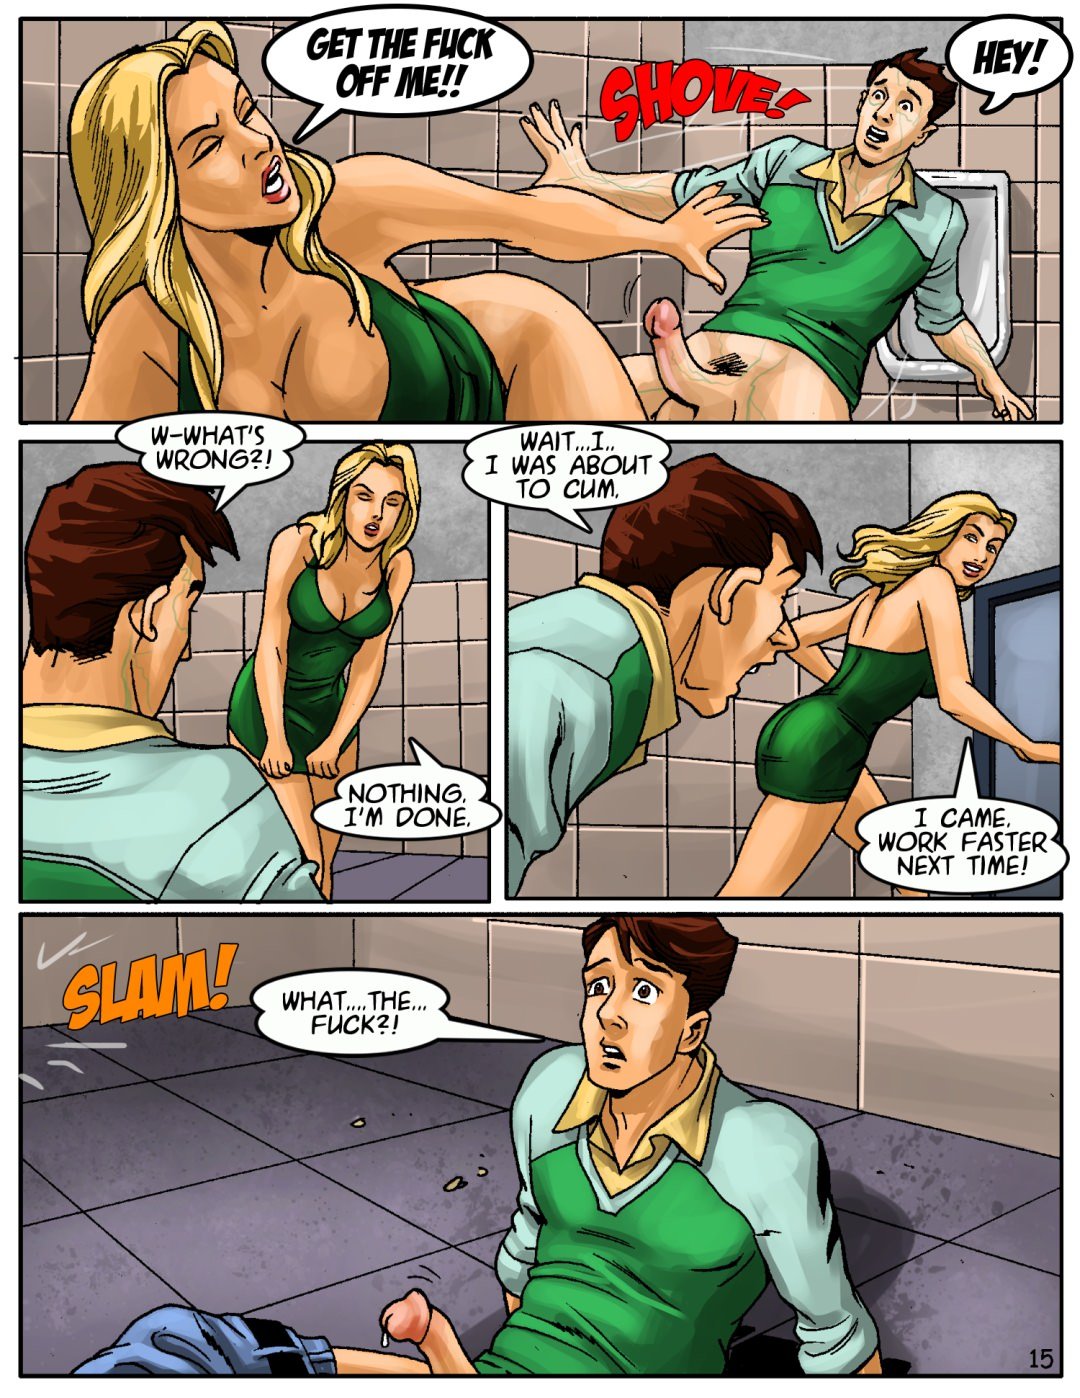 GET THE FUCK
OFF ME!!
SHOVE!
HEY!
W-WHAT'S
WRONG?!
NOTHING.
I'M DONE.
WAIT...I..
I WAS ABOUT
TO CUM.
I CAME.
WORK FASTER
NEXT TIME!
SLAM!
WHAT....THE...
FUCK?!
15